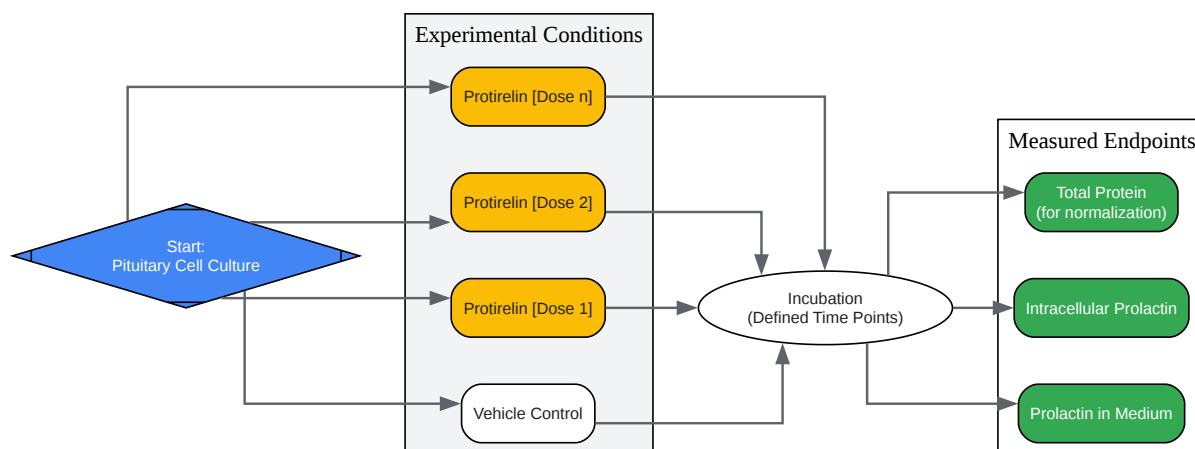 Experimental Conditions
Protirelin [Dose n]
Protirelin [Dose 2]
Protirelin [Dose 1]
Vehicle Control
Start:
Pituitary Cell Culture
Incubation
(Defined Time Points)
Measured Endpoints
Total Protein
(for normalization)
Intracellular Prolactin
Prolactin in Medium